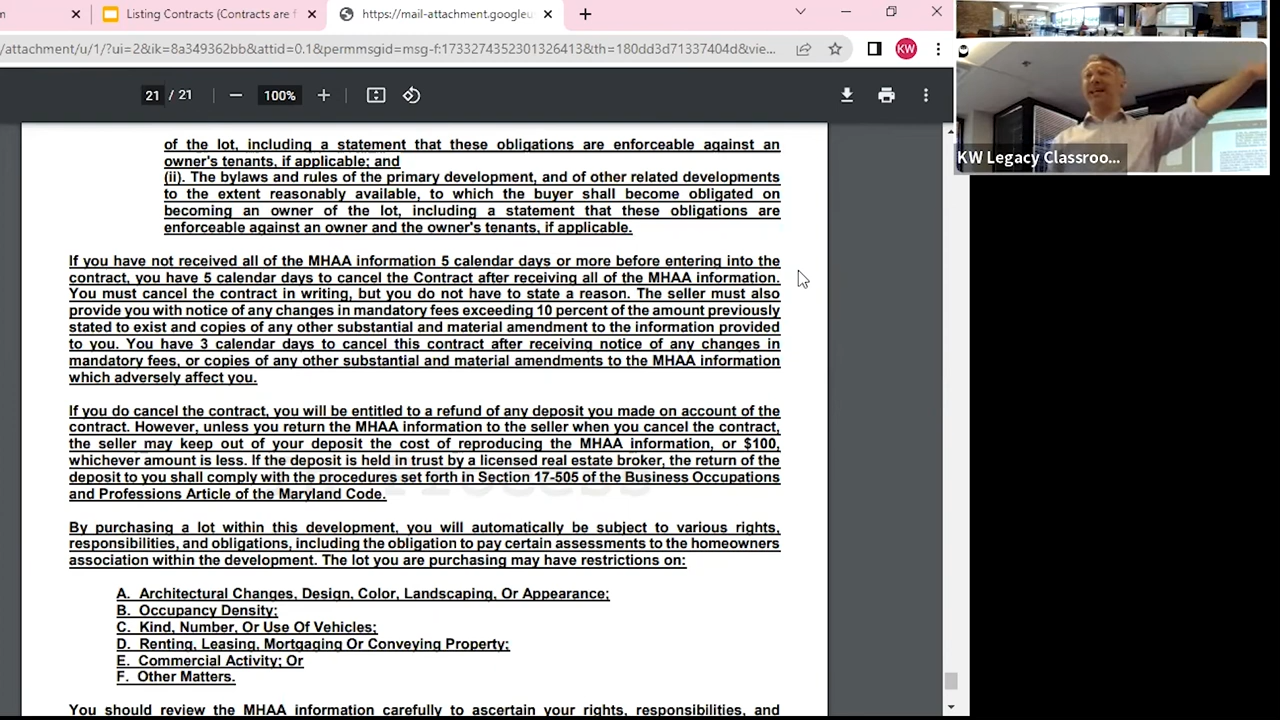 Listing Contracts (Contracts are f
https://mail-attachment.googleu
/attachment/u/1/?ui=2&ik=8a349362bb&attid=0.1&permmsgid=msg-f:1733274352301326413&th=180dd3d71337404d&vie...
KW
21 / 21
100%
of the lot, including a statement that these obligations are enforceable against an
owner's tenants, if applicable; and
(ii). The bylaws and rules of the primary development, and of other related developments
to the extent reasonably available, to which the buyer shall become obligated on
becoming an owner of the lot, including a statement that these obligations are
enforceable against an owner and the owner's tenants, if applicable.
If you have not received all of the MHAA information 5 calendar days or more before entering into the
contract, you have 5 calendar days to cancel the Contract after receiving all of the MHAA information.
You must cancel the contract in writing, but you do not have to state a reason. The seller must also
provide you with notice of any changes in mandatory fees exceeding 10 percent of the amount previously
stated to exist and copies of any other substantial and material amendment to the information provided
to you. You have 3 calendar days to cancel this contract after receiving notice of any changes in
mandatory fees, or copies of any other substantial and material amendments to the MHAA information
which adversely affect you.
If you do cancel the contract, you will be entitled to a refund of any deposit you made on account of the
contract. However, unless you return the MHAA information to the seller when you cancel the contract,
the seller may keep out of your deposit the cost of reproducing the MHAA information, or $100,
whichever amount is less. If the deposit is held in trust by a licensed real estate broker, the return of the
deposit to you shall comply with the procedures set forth in Section 17-505 of the Business Occupations
and Professions Article of the Maryland Code.
By purchasing a lot within this development, you will automatically be subject to various rights,
responsibilities, and obligations, including the obligation to pay certain assessments to the homeowners
association within the development. The lot you are purchasing may have restrictions on:
A. Architectural Changes, Design, Color, Landscaping, Or Appearance;
B. Occupancy Density;
C. Kind, Number, Or Use Of Vehicles;
D. Renting, Leasing, Mortgaging Or Conveying Property;
E. Commercial Activity; Or
F. Other Matters.
You should review the MHAA information carefully to ascertain your rights, responsibilities, and
KW Legacy Classroo...